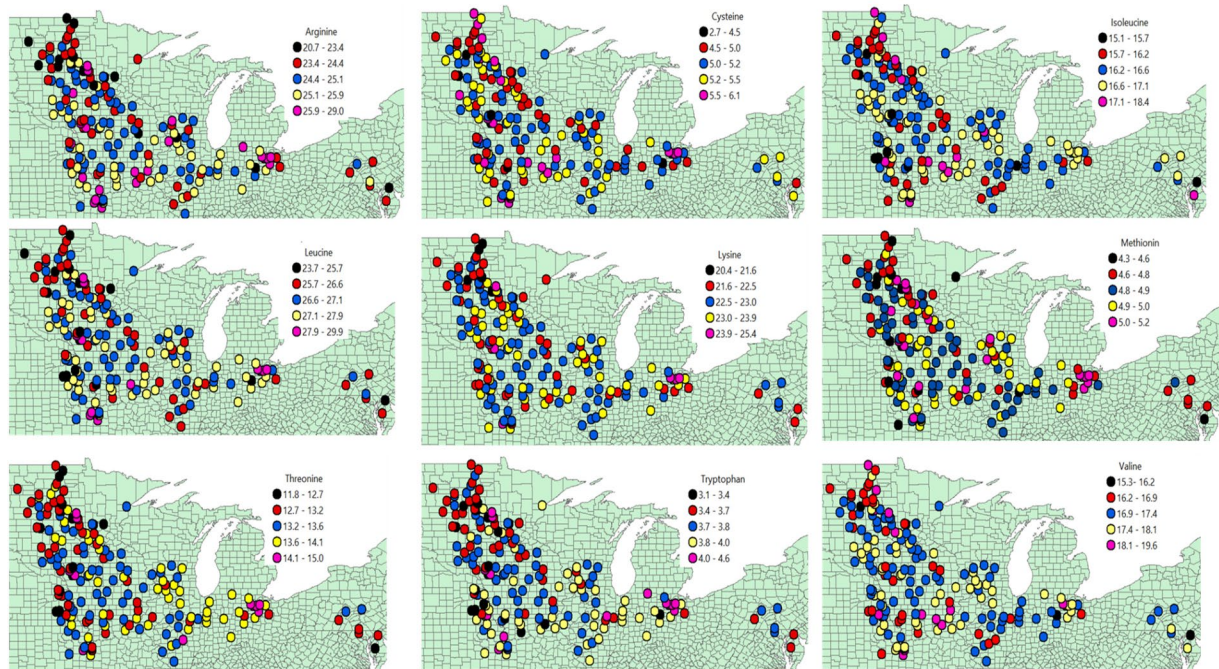 Arginine
20.7 - 23.4
23.4 - 24.4
24.4 - 25.1
25.1 - 25.9
25.9 - 29.0
Cysteine
2.7 - 4.5
4.5 - 5.0
5.0 - 5.2
5.2 - 5.5
5.5 - 6.1
Isoleucine
15.1 - 15.7
15.7 - 16.2
16.2 - 16.6
16.6 - 17.1
17.1 - 18.4
Leucine
23.7 - 25.7
25.7 - 26.6
26.6 - 27.1
27.1 - 27.9
27.9 - 29.9
Lysine
20.4 - 21.6
21.6 - 22.5
22.5 - 23.0
23.0 - 23.9
23.9 - 25.4
Methionin
4.3 - 4.6
4.6 - 4.8
4.8 - 4.9
4.9 - 5.0
5.0 - 5.2
Threonine
11.8 - 12.7
12.7 - 13.2
13.2 - 13.6
13.6 - 14.1
14.1 - 15.0
Tryptophan
3.1 - 3.4
3.4 - 3.7
3.7 - 3.8
3.8 - 4.0
4.0 - 4.6
Valine
15.3- 16.2
16.2 - 16.9
16.9 - 17.4
17.4 - 18.1
18.1 - 19.6